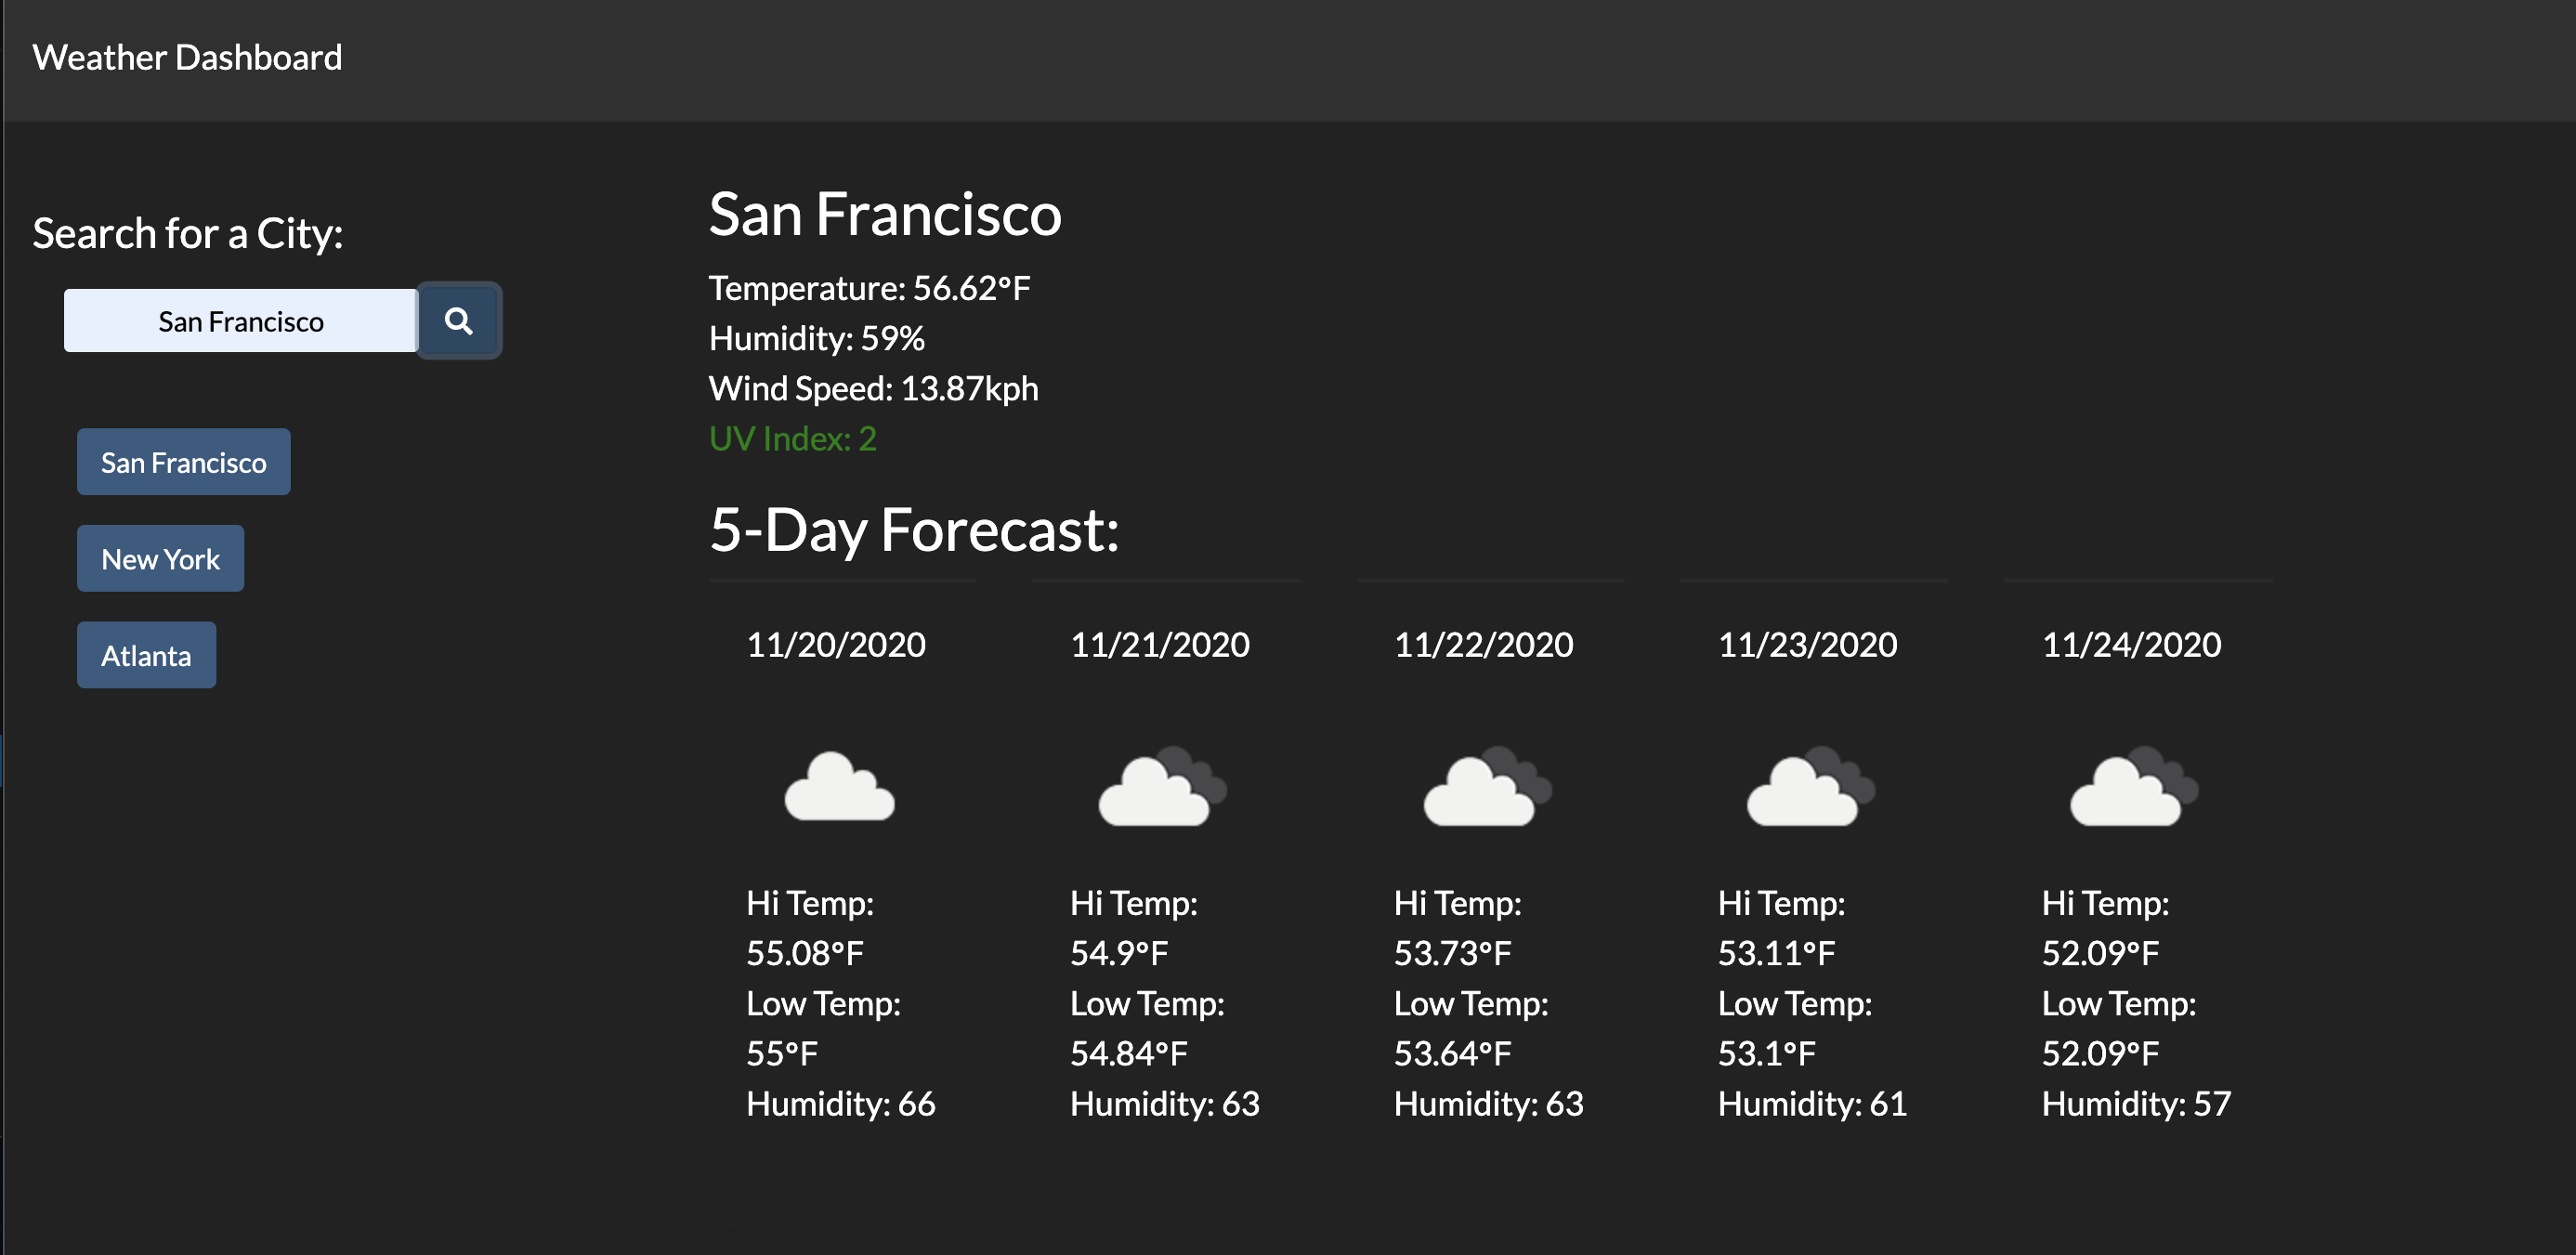 Weather Dashboard
Search for a City:
San Francisco
San Francisco
New York
Atlanta
San Francisco
Temperature: 56.62°F
Humidity: 59%
Wind Speed: 13.87kph
UV Index: 2
5-Day Forecast:
11/20/2020
Hi Temp:
55.08°F
Low Temp:
55°F
Humidity: 66
11/21/2020
Hi Temp:
54.9°F
Low Temp:
54.84°F
Humidity: 63
11/22/2020
Hi Temp:
53.73°F
Low Temp:
53.64°F
Humidity: 63
11/23/2020
Hi Temp:
53.11°F
Low Temp:
53.1°F
Humidity: 61
11/24/2020
Hi Temp:
52.09°F
Low Temp:
52.09°F
Humidity: 57